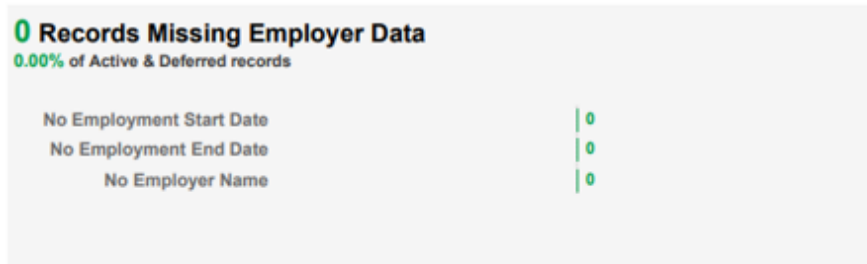 0 Records Missing Employer Data
0.00% of Active & Deferred records
No Employment Start Date 0
No Employment End Date 0
No Employer Name 0